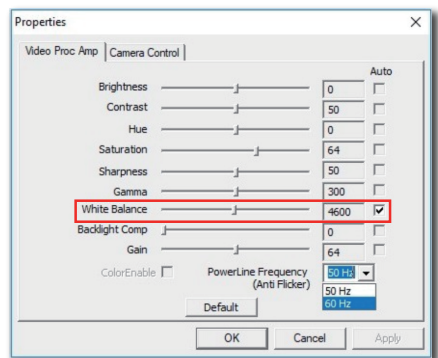 Properties
Video Proc Amp Camera Control
Auto
Brightness 0
Contrast 50
Hue 0
Saturation 64
Sharpness 50
Gamma 300
White Balance 4600
Backlight Comp 0
Gain 64
ColorEnable PowerLine Frequency 50 Hz
(Anti Flicker) 50 Hz
60 Hz
Default
OK Cancel Apply